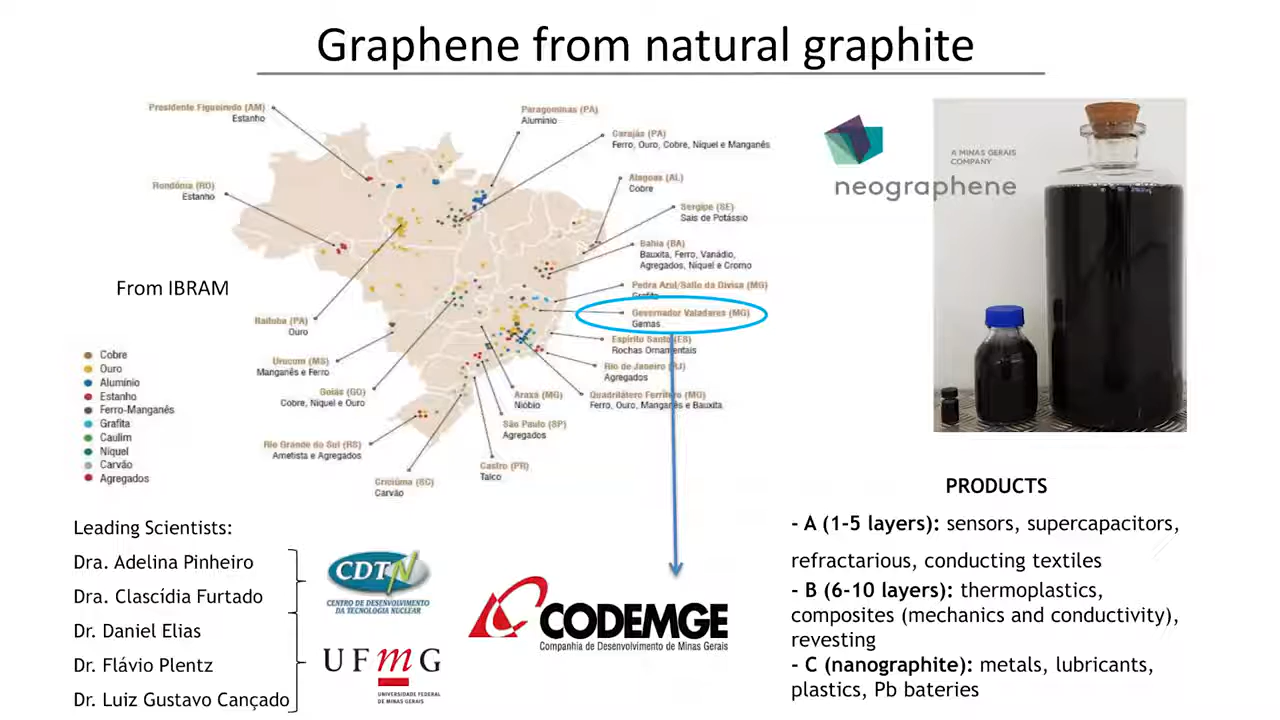 Graphene from natural graphite
Presidente Figueiredo (AM)
Estanho
Paragominas (PA)
Alumínio
Carajás (PA)
Ferro, Ouro, Cobre, Níquel e Manganês
Rondônia (RO)
Estanho
Alagoas (AL)
Cobre
Sergipe (SE)
Sais de Potássio
Bahia (BA)
Bauxita, Ferro, Vanádio,
Agregados, Níquel e Cromo
Pedra Azul/Salto da Divisa (MG)
Grafita
Governador Valadares (MG)
Gemas
Espírito Santo (ES)
Rochas Ornamentais
Rio de Janeiro (RJ)
Agregados
Quadrilátero Ferrífero (MG)
Ferro, Ouro, Manganês e Bauxita
Araxá (MG)
Nióbio
São Paulo (SP)
Agregados
Castro (PR)
Talco
Criciúma (SC)
Carvão
Rio Grande do Sul (RS)
Ametista e Agregados
Goiás (GO)
Cobre, Níquel e Ouro
Urucum (MS)
Manganês e Ferro
(PA)
Ouro
From IBRAM
Cobre
Ouro
Alumínio
Estanho
Ferro-Manganês
Grafita
Caulim
Níquel
Carvão
Agregados
A MINAS GERAIS
COMPANY
neographene
Leading Scientists:
Dra. Adelina Pinheiro
Dra. Clascídia Furtado
Dr. Daniel Elias
Dr. Flávio Plentz
Dr. Luiz Gustavo Cançado
CDTN
CENTRO DE DESENVOLVIMENTO
DA TECNOLOGIA NUCLEAR
UFmG
UNIVERSIDADE FEDERAL
DE MINAS GERAIS
CODEMGE
Companhia de Desenvolvimento de Minas Gerais
PRODUCTS
- A (1-5 layers): sensors, supercapacitors,
refractarious, conducting textiles
- B (6-10 layers): thermoplastics,
composites (mechanics and conductivity),
revesting
- C (nanographite): metals, lubricants,
plastics, Pb bateries